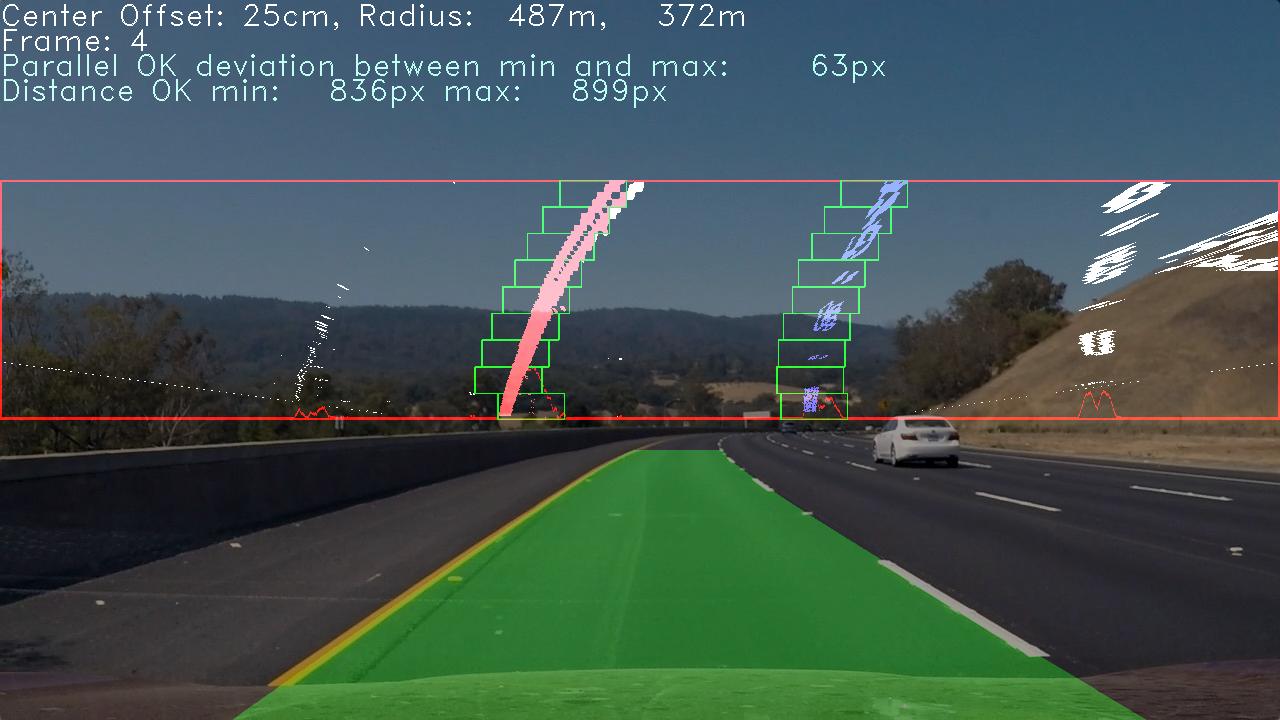 Center Offset: 25cm, Radius: 487m, 372m
Frame: 4
Parallel OK deviation between min and max: 63px
Distance OK min: 836px max: 899px